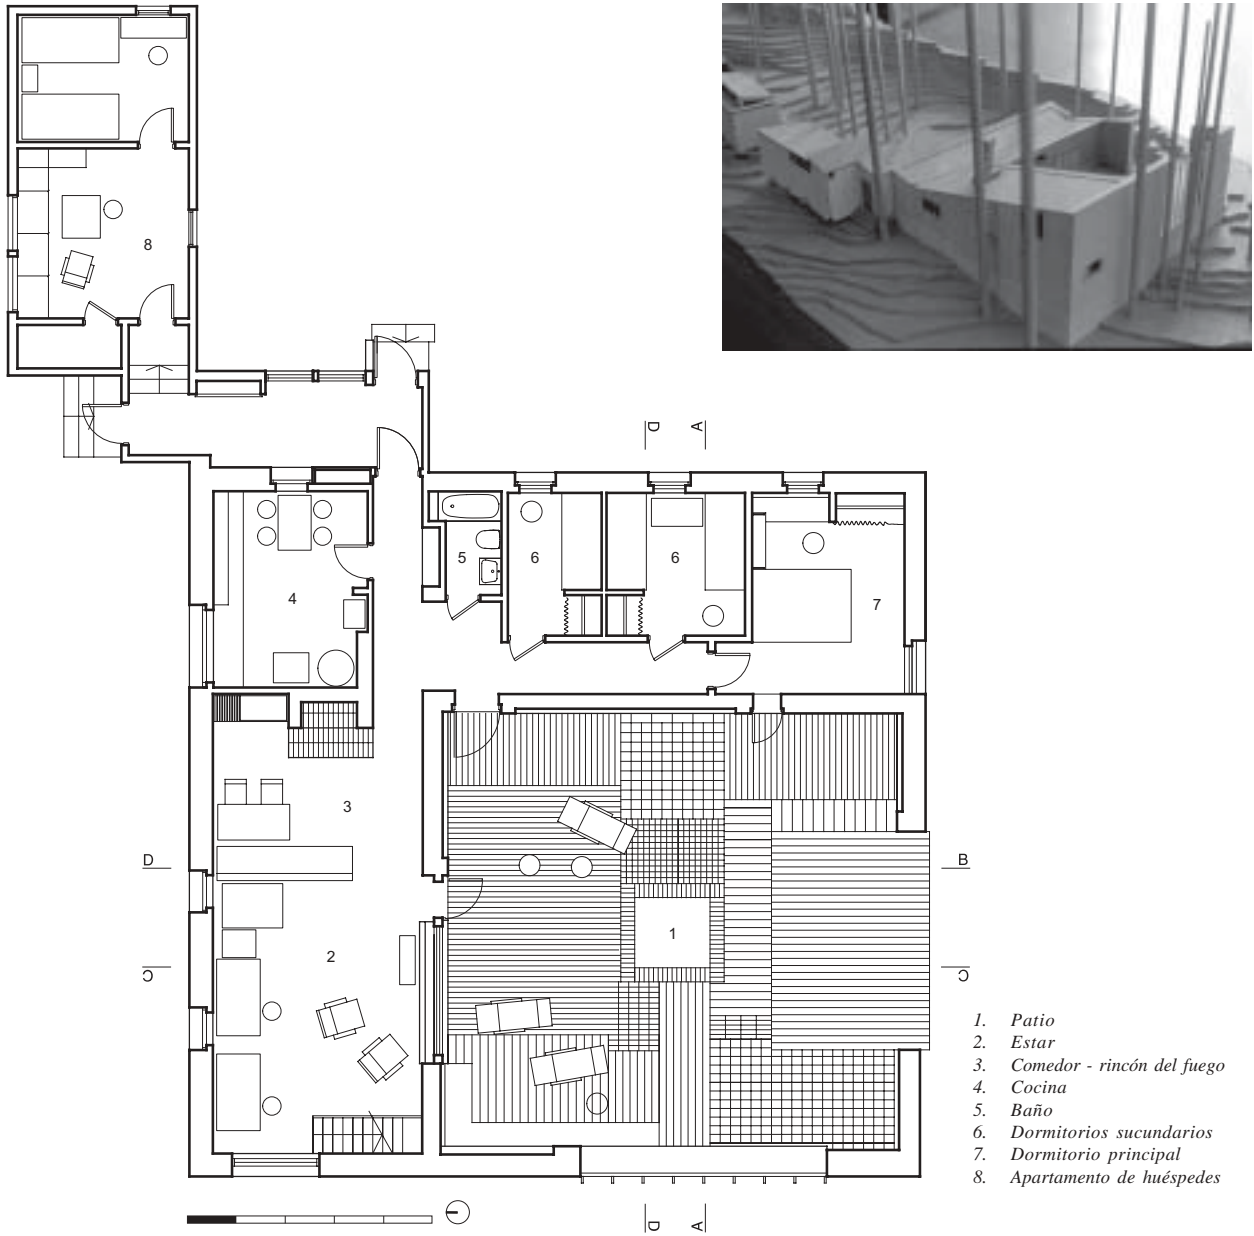 8
D A
5
6
6
4
7
3
D
B
1
2
C
C
1. Patio
2. Estar
3. Comedor - rincón del fuego
4. Cocina
5. Baño
6. Dormitorios sucundarios
7. Dormitorio principal
8. Apartamento de huéspedes
D A